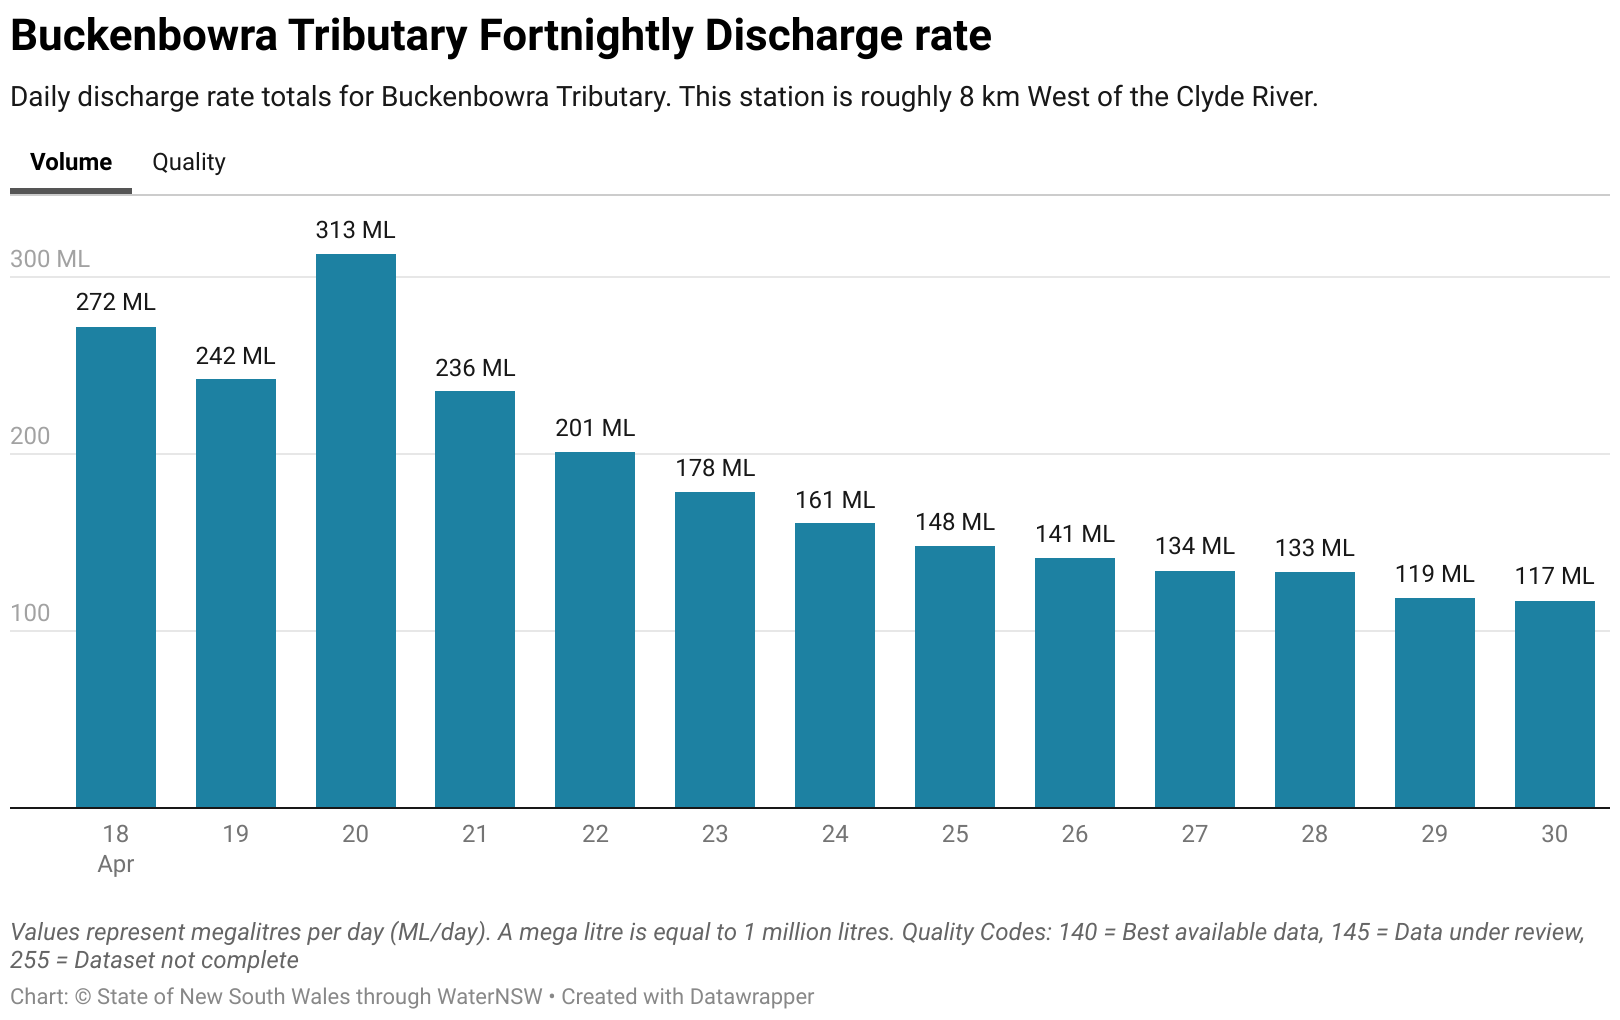 Buckenbowra Tributary Fortnightly Discharge rate
Daily discharge rate totals for Buckenbowra Tributary. This station is roughly 8 km West of the Clyde River.
Volume Quality
313 ML
300 ML
272 ML
242 ML
236 ML
200
201 ML
178 ML
161 ML
148 ML
141 ML
134 ML
133 ML
119 ML
117 ML
100
18 19 20 21 22 23 24 25 26 27 28 29 30
Apr
Values represent megalitres per day (ML/day). A mega litre is equal to 1 million litres. Quality Codes: 140 = Best available data, 145 = Data under review,
255 = Dataset not complete
Chart: © State of New South Wales through WaterNSW • Created with Datawrapper